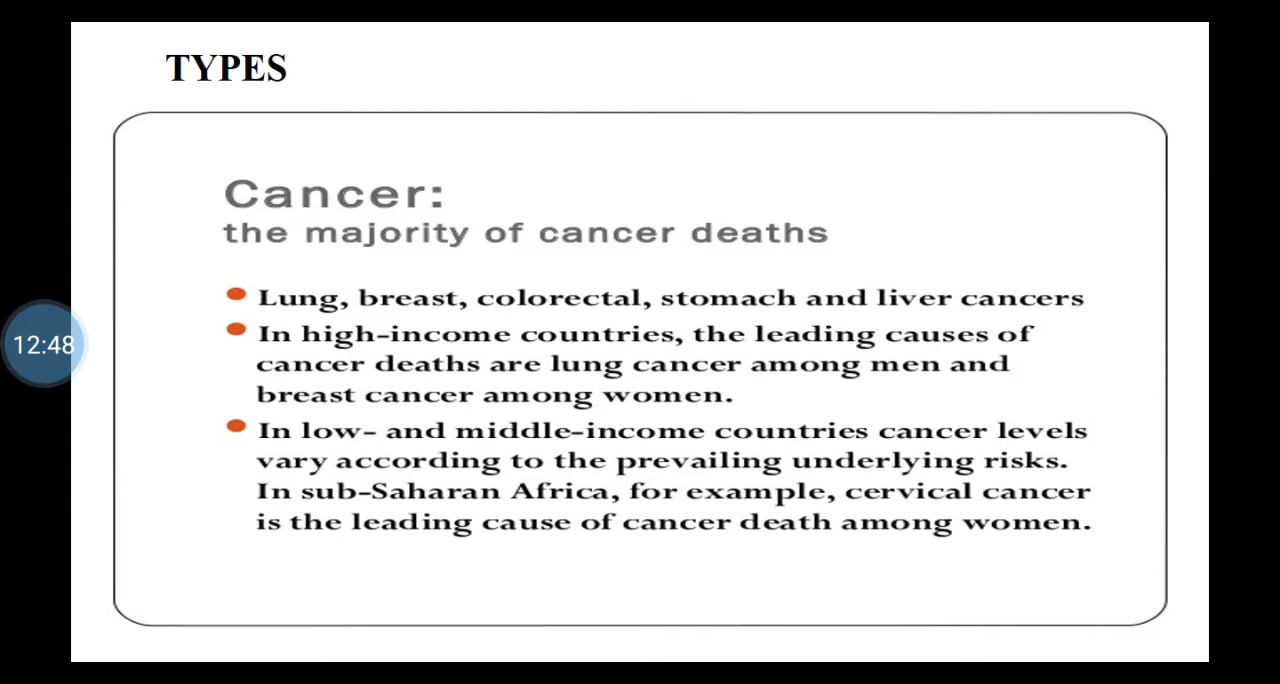 TYPES
Cancer:
the majority of cancer deaths
• Lung, breast, colorectal, stomach and liver cancers
• In high-income countries, the leading causes of
cancer deaths are lung cancer among men and
breast cancer among women.
• In low- and middle-income countries cancer levels
vary according to the prevailing underlying risks.
In sub-Saharan Africa, for example, cervical cancer
is the leading cause of cancer death among women.
12:48